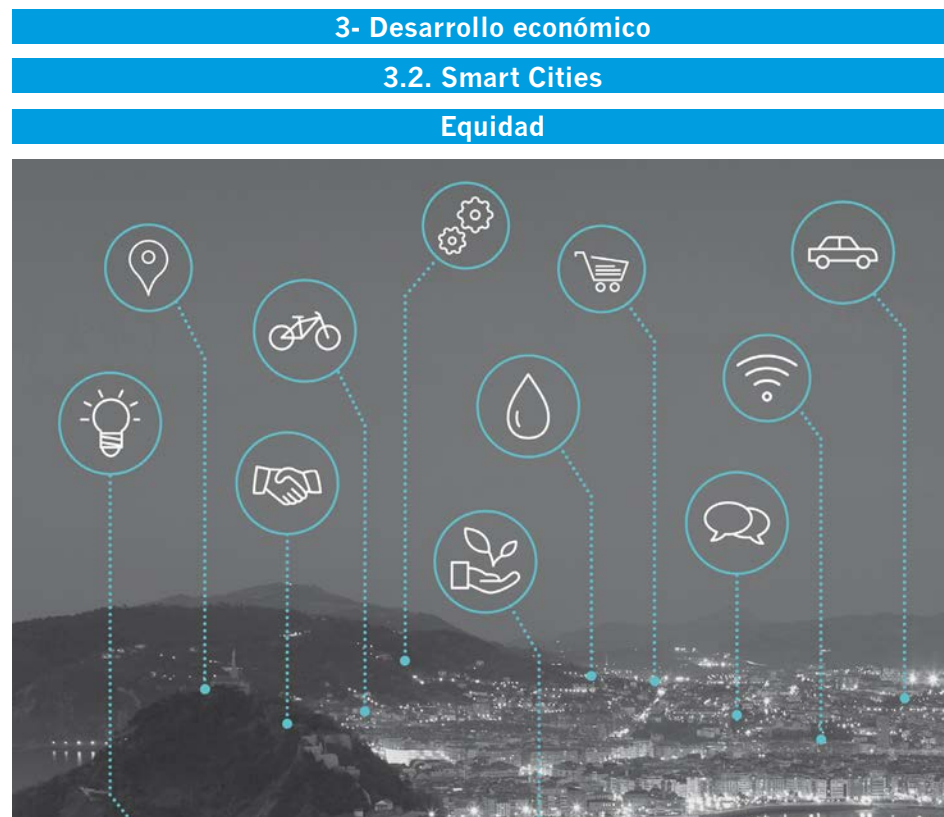 3- Desarrollo económico
3.2. Smart Cities
Equidad